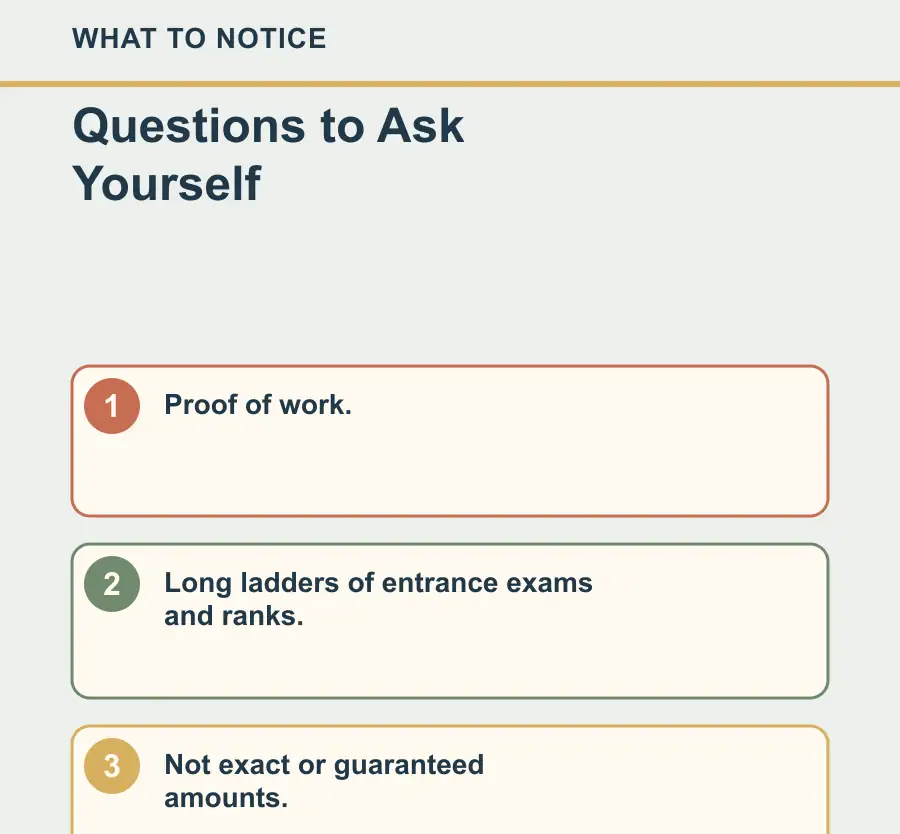 WHAT TO NOTICE
Questions to Ask
Yourself
1
Proof of work.
2
Long ladders of entrance exams
and ranks.
3
Not exact or guaranteed
amounts.